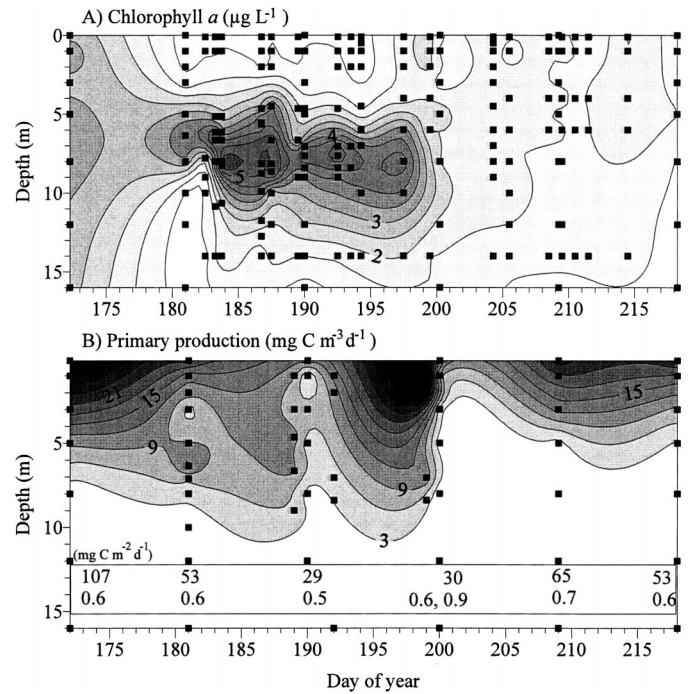 A) Chlorophyll a (µg L-1 )
0
5
10
15
Depth (m)
4
5
3
2
175 180 185 190 195 200 205 210 215
B) Primary production (mg C m-3 d-1 )
5
10
15
Depth (m)
21
15
15
9
9
3
(mg C m-2 d-1)
107 53 29 30 65 53
0.6 0.6 0.5 0.6, 0.9 0.7 0.6
175 180 185 190 195 200 205 210 215
Day of year